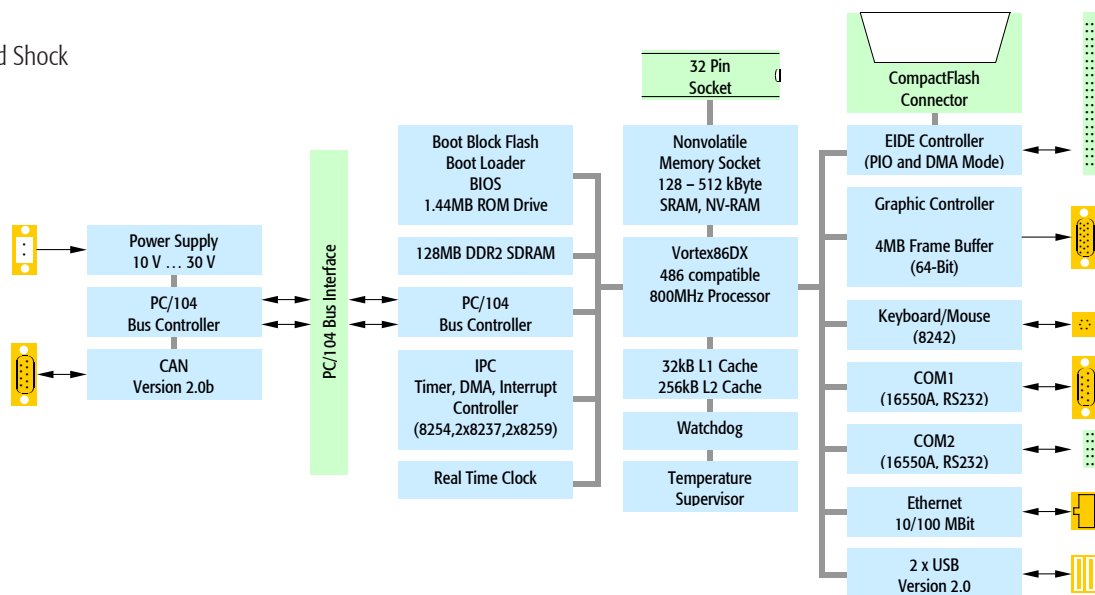 d Shock
Power Supply
10 V … 30 V
PC/104
Bus Controller
CAN
Version 2.0b
PC/104 Bus Interface
Boot Block Flash
Boot Loader
BIOS
1.44MB ROM Drive
128MB DDR2 SDRAM
PC/104
Bus Controller
IPC
Timer, DMA, Interrupt
Controller
(8254,2x8237,2x8259)
Real Time Clock
32 Pin
Socket
Nonvolatile
Memory Socket
128 – 512 kByte
SRAM, NV-RAM
Vortex86DX
486 compatible
800MHz Processor
32kB L1 Cache
256kB L2 Cache
Watchdog
Temperature
Supervisor
CompactFlash
Connector
EIDE Controller
(PIO and DMA Mode)
Graphic Controller
4MB Frame Buffer
(64-Bit)
Keyboard/Mouse
(8242)
COM1
(16550A, RS232)
COM2
(16550A, RS232)
Ethernet
10/100 MBit
2 x USB
Version 2.0